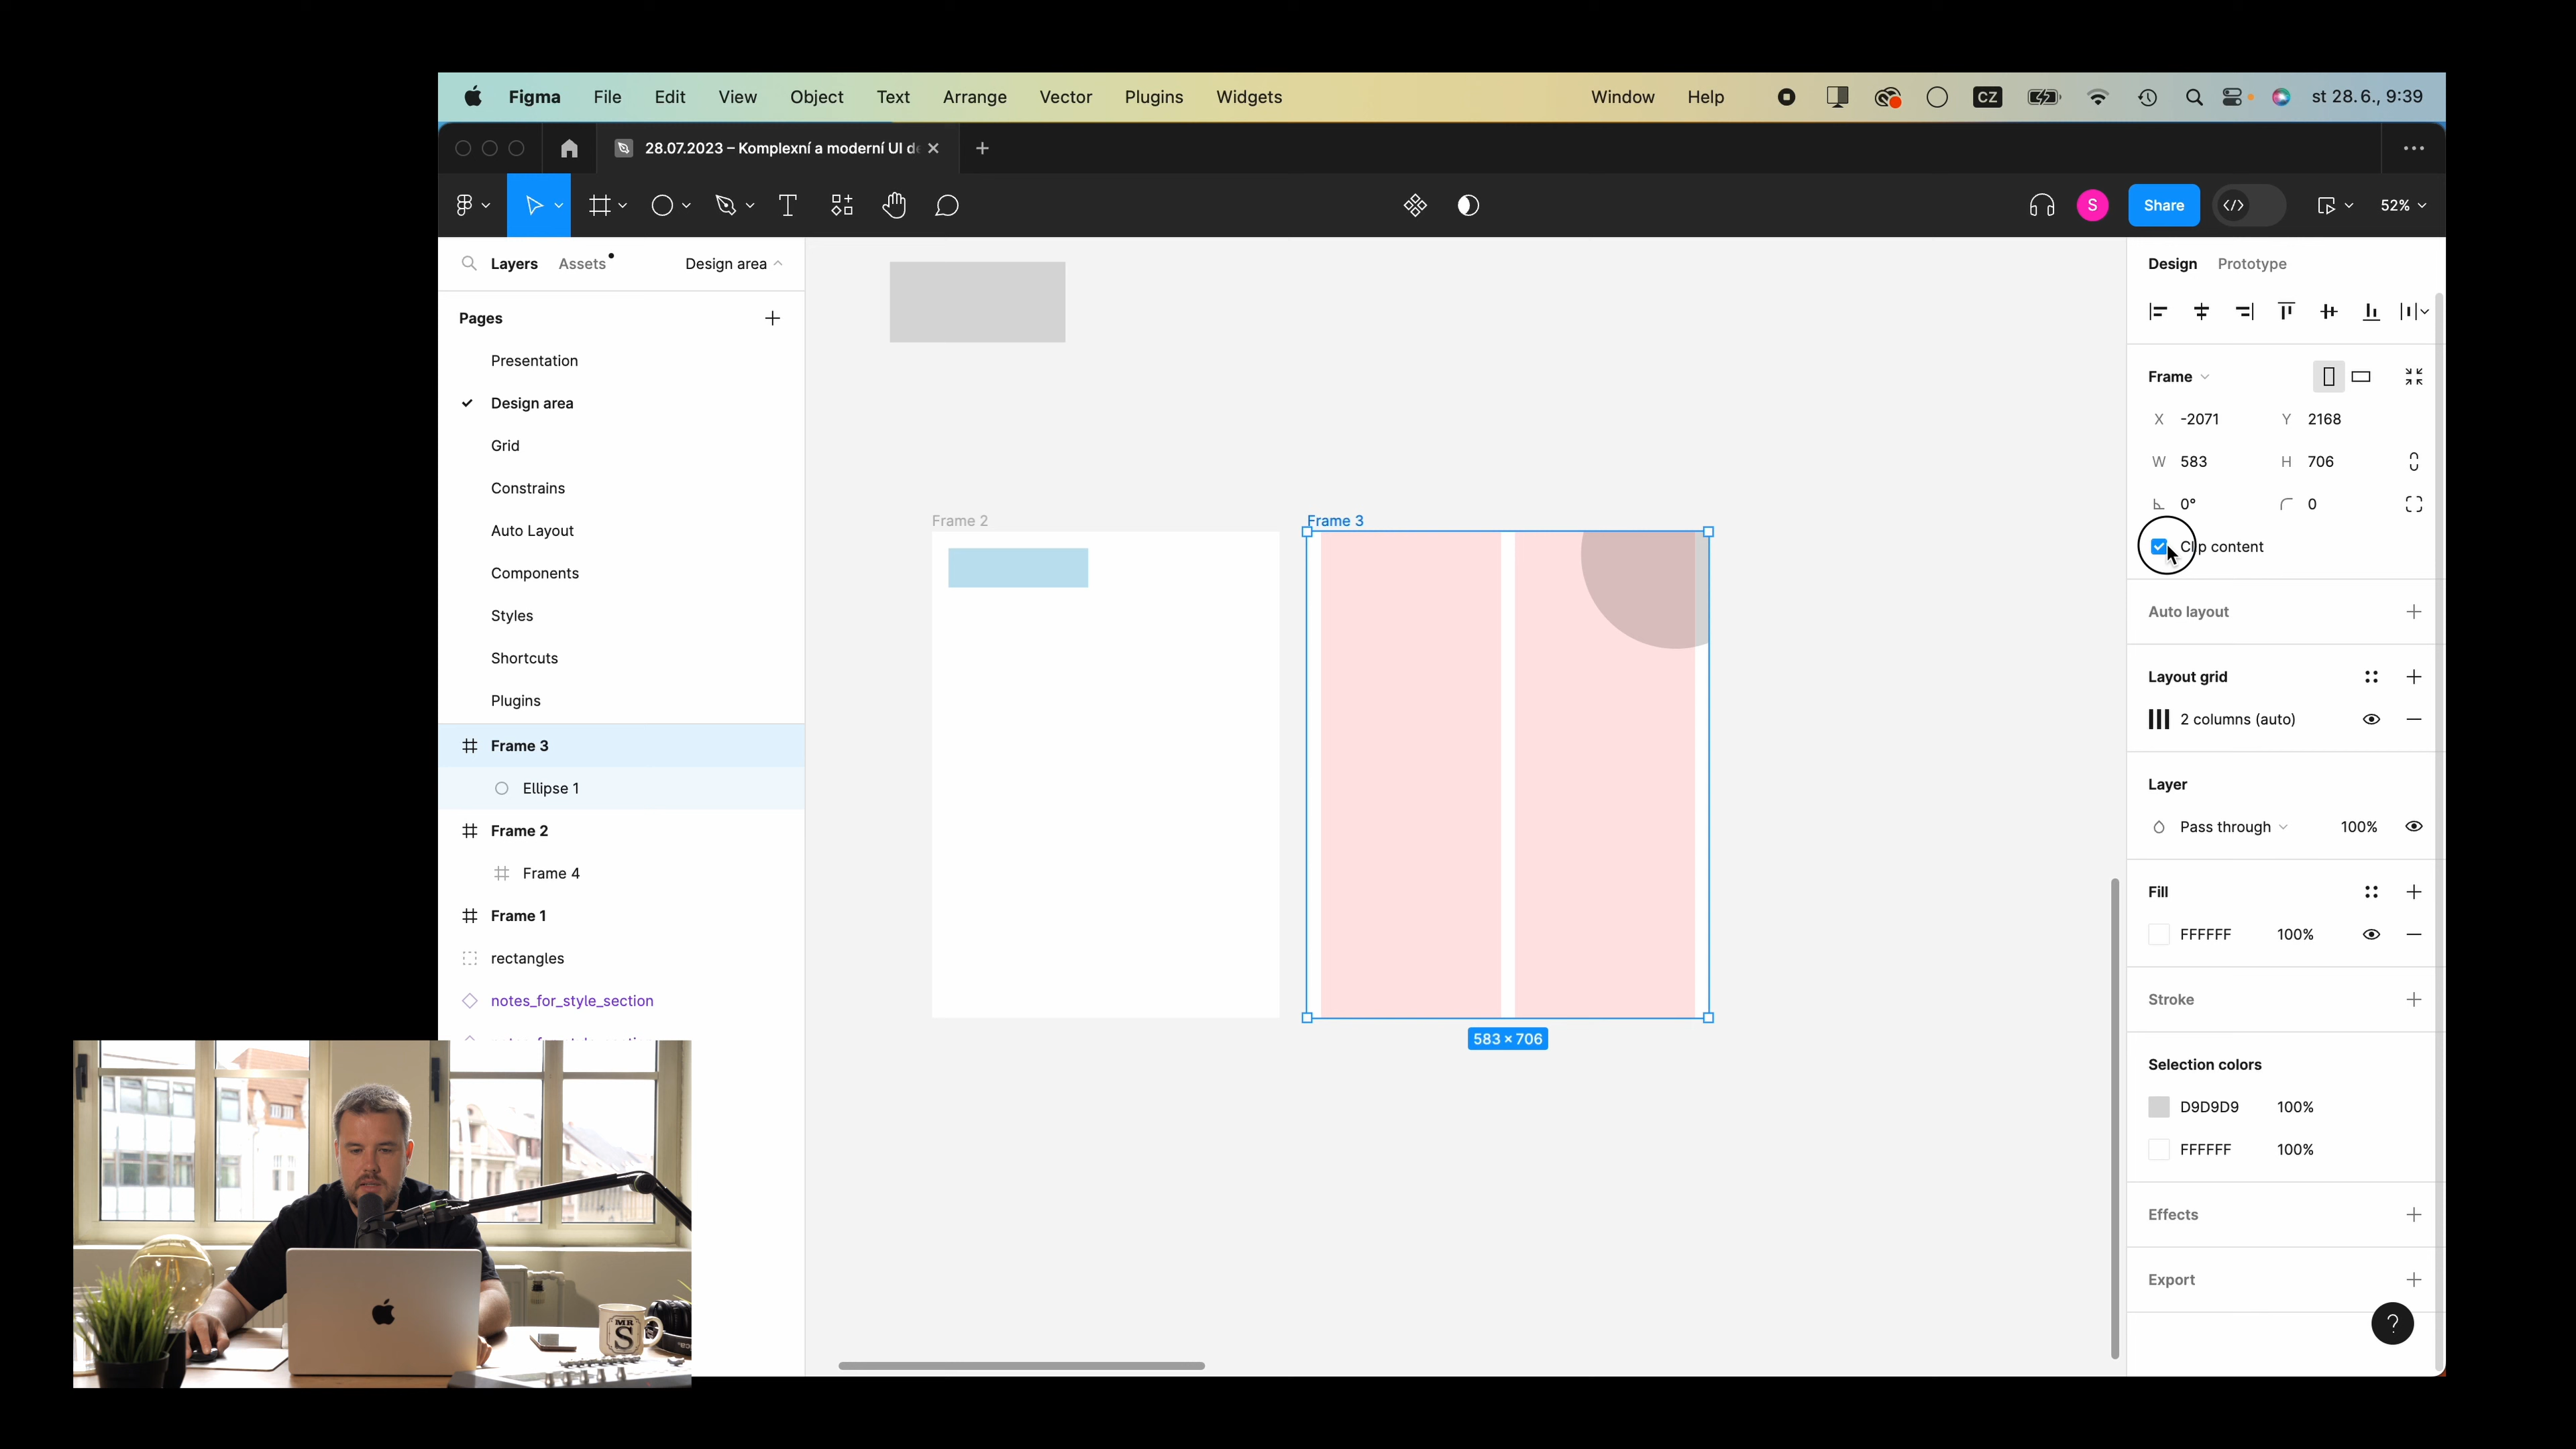 Figma File Edit View Object Text Arrange Vector Plugins Widgets Window Help CZ st 28. 6., 9:39
28.07.2023 – Komplexní a moderní UI
Share 52%
S
Layers Assets Design area
Design Prototype
Pages
Presentation
Design area
Grid
Constrains
Auto Layout
Components
Styles
Shortcuts
Plugins
Frame 3
Ellipse 1
Frame 2
Frame 4
Frame 1
rectangles
notes_for_style_section
Frame 2
Frame 3
583 × 706
Frame
X -2071 Y 2168
W 583 H 706
0° 0
Clip content
Auto layout
Layout grid
2 columns (auto)
Layer
Pass through 100%
Fill
FFFFFF 100%
Stroke
Selection colors
D9D9D9 100%
FFFFFF 100%
Effects
Export
?
MR
S